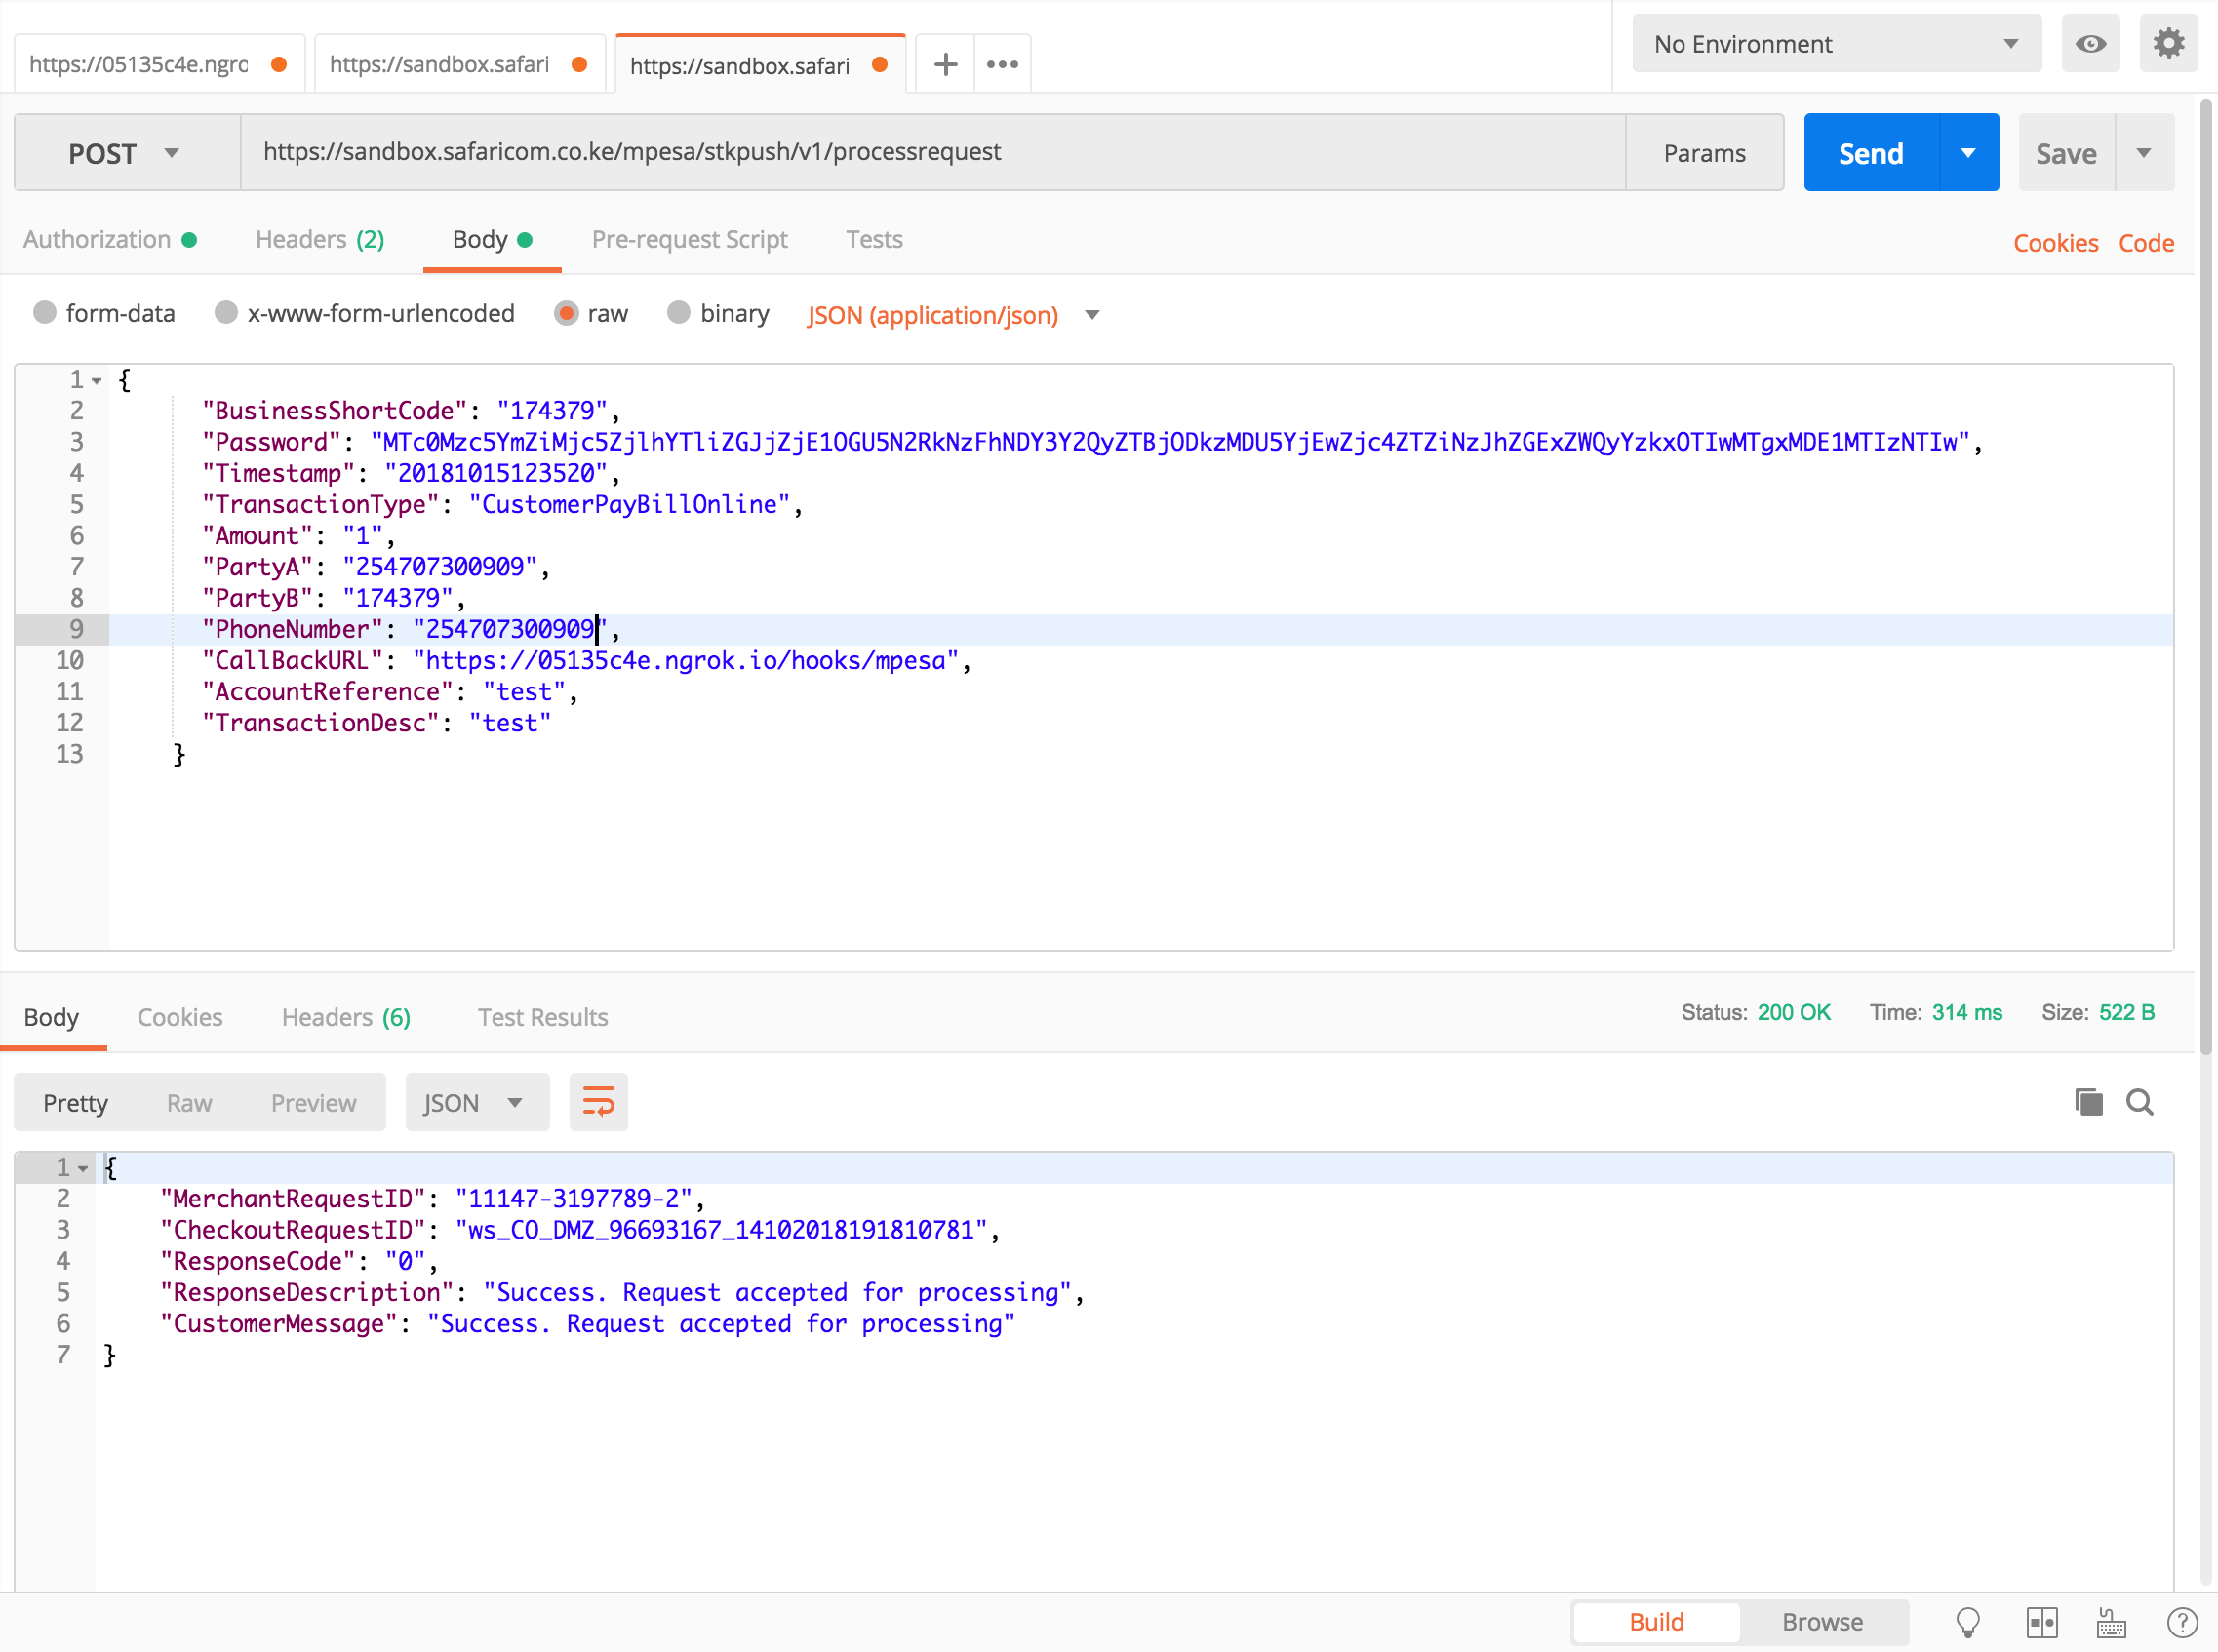 https://05135c4e.ngro
https://sandbox.safari
https://sandbox.safari
No Environment
POST
https://sandbox.safaricom.co.ke/mpesa/stkpush/v1/processrequest
Params
Send
Save
Authorization
Headers (2)
Body
Pre-request Script
Tests
Cookies
Code
form-data
x-www-form-urlencoded
raw
binary
JSON (application/json)
1 {
2 "BusinessShortCode": "174379",
3 "Password": "MTc0Mzc5YmZiMjc5ZjlhYTliZGJjZjE1OGU5N2RkNzFhNDY3Y2QyZTBjODkzMDU5YjEwZjc4ZTZiNzJhZGExZWQyYzkxOTIwMTgxMDE1MTIzNTIw",
4 "Timestamp": "20181015123520",
5 "TransactionType": "CustomerPayBillOnline",
6 "Amount": "1",
7 "PartyA": "254707300909",
8 "PartyB": "174379",
9 "PhoneNumber": "254707300909",
10 "CallBackURL": "https://05135c4e.ngrok.io/hooks/mpesa",
11 "AccountReference": "test",
12 "TransactionDesc": "test"
13 }
Body
Cookies
Headers (6)
Test Results
Status: 200 OK
Time: 314 ms
Size: 522 B
Pretty
Raw
Preview
JSON
1 {
2 "MerchantRequestID": "11147-3197789-2",
3 "CheckoutRequestID": "ws_CO_DMZ_96693167_14102018191810781",
4 "ResponseCode": "0",
5 "ResponseDescription": "Success. Request accepted for processing",
6 "CustomerMessage": "Success. Request accepted for processing"
7 }
Build
Browse